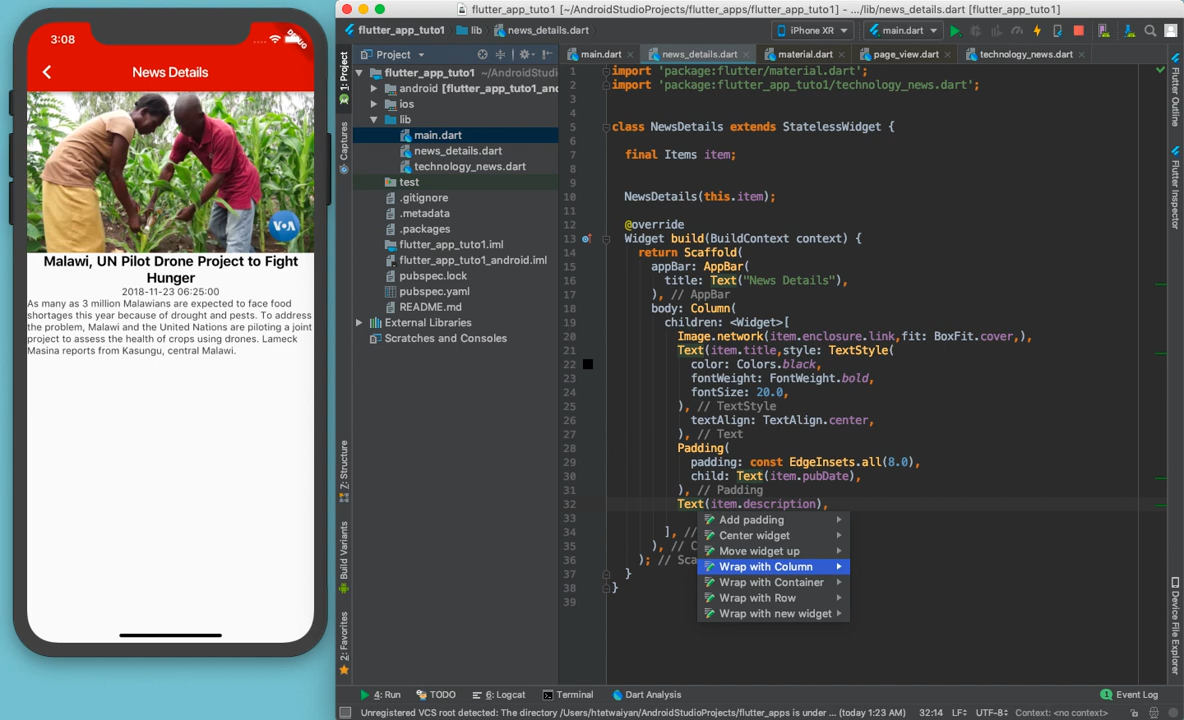 3:08
DEBUG
News Details
VOA
Malawi, UN Pilot Drone Project to Fight
Hunger
2018-11-23 06:25:00
As many as 3 million Malawians are expected to face food
shortages this year because of drought and pests. To address
the problem, Malawi and the United Nations are piloting a joint
project to assess the health of crops using drones. Lameck
Masina reports from Kasungu, central Malawi.
flutter_app_tuto1 [~/AndroidStudioProjects/flutter_apps/flutter_app_tuto1] - .../lib/news_details.dart [flutter_app_tuto1]
flutter_app_tuto1 lib news_details.dart iPhone XR main.dart
Project
main.dart news_details.dart material.dart page_view.dart technology_news.dart
1: Project
Captures
7: Structure
Build Variants
2: Favorites
flutter_app_tuto1 ~/AndroidStudi
android [flutter_app_tuto1_an
ios
lib
main.dart
news_details.dart
technology_news.dart
test
.gitignore
.metadata
.packages
flutter_app_tuto1.iml
flutter_app_tuto1_android.iml
pubspec.lock
pubspec.yaml
README.md
External Libraries
Scratches and Consoles
1 import 'package:flutter/material.dart';
2 import 'package:flutter_app_tuto1/technology_news.dart';
3
4
5 class NewsDetails extends StatelessWidget {
6
7 final Items item;
8
9
10 NewsDetails(this.item);
11
12 @override
13 Widget build(BuildContext context) {
14 return Scaffold(
15 appBar: AppBar(
16 title: Text("News Details"),
17 ), // AppBar
18 body: Column(
19 children: <Widget>[
20 Image.network(item.enclosure.link,fit: BoxFit.cover,),
21 Text(item.title,style: TextStyle(
22 color: Colors.black,
23 fontWeight: FontWeight.bold,
24 fontSize: 20.0,
25 ), // TextStyle
26 textAlign: TextAlign.center,
27 ), // Text
28 Padding(
29 padding: const EdgeInsets.all(8.0),
30 child: Text(item.pubDate),
31 ), // Padding
32 Text(item.description),
33
34 ], //
35 ), // C
36 ); // Sca
37 }
38 }
39
Add padding
Center widget
Move widget up
Wrap with Column
Wrap with Container
Wrap with Row
Wrap with new widget
Flutter Outline
Flutter Inspector
Device File Explorer
4: Run TODO 6: Logcat Terminal Dart Analysis 1 Event Log
Unregistered VCS root detected: The directory /Users/htetwaiyan/AndroidStudioProjects/flutter_apps is under ... (today 1:23 AM) 32:14 LF UTF-8 Context: <no context>